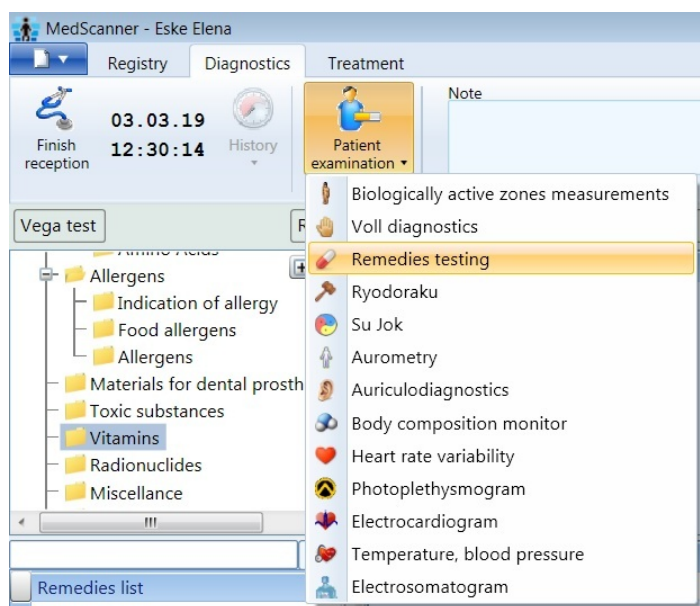 MedScanner - Eske Elena
Registry
Diagnostics
Treatment
Finish
reception
03.03.19
12:30:14
History
Patient
examination
Note
Vega test
Amino Acids
Allergens
Indication of allergy
Food allergens
Allergens
Materials for dental prosth
Toxic substances
Vitamins
Radionuclides
Miscellance
Remedies list
Biologically active zones measurements
Voll diagnostics
Remedies testing
Ryodoraku
Su Jok
Aurometry
Auriculodiagnostics
Body composition monitor
Heart rate variability
Photoplethysmogram
Electrocardiogram
Temperature, blood pressure
Electrosomatogram